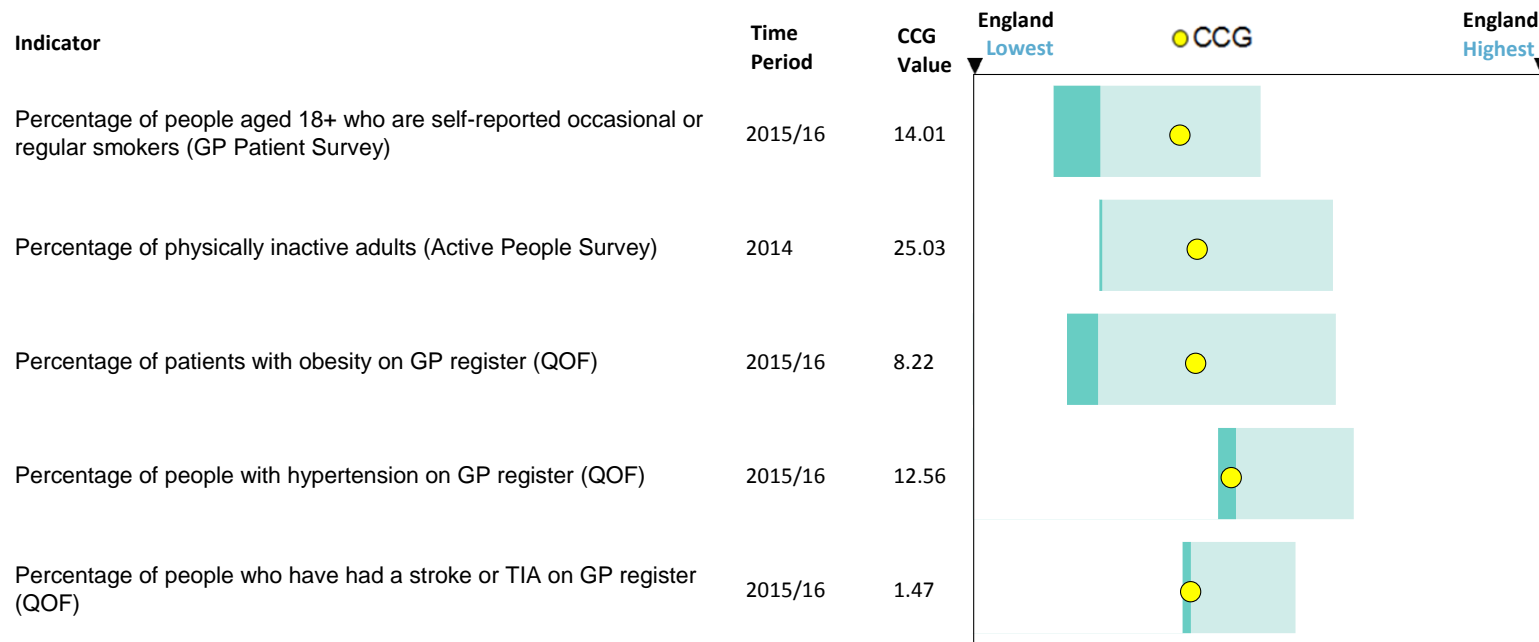 Indicator
Time
Period
CCG
Value
England
Lowest
CCG
England
Highest
Percentage of people aged 18+ who are self-reported occasional or
regular smokers (GP Patient Survey)
2015/16
14.01
Percentage of physically inactive adults (Active People Survey)
2014
25.03
Percentage of patients with obesity on GP register (QOF)
2015/16
8.22
Percentage of people with hypertension on GP register (QOF)
2015/16
12.56
Percentage of people who have had a stroke or TIA on GP register
(QOF)
2015/16
1.47